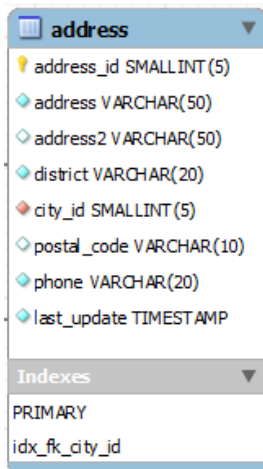 address
address_id SMALLINT(5)
address VARCHAR(50)
address2 VARCHAR(50)
district VARCHAR(20)
city_id SMALLINT(5)
postal_code VARCHAR(10)
phone VARCHAR(20)
last_update TIMESTAMP
Indexes
PRIMARY
idx_fk_city_id